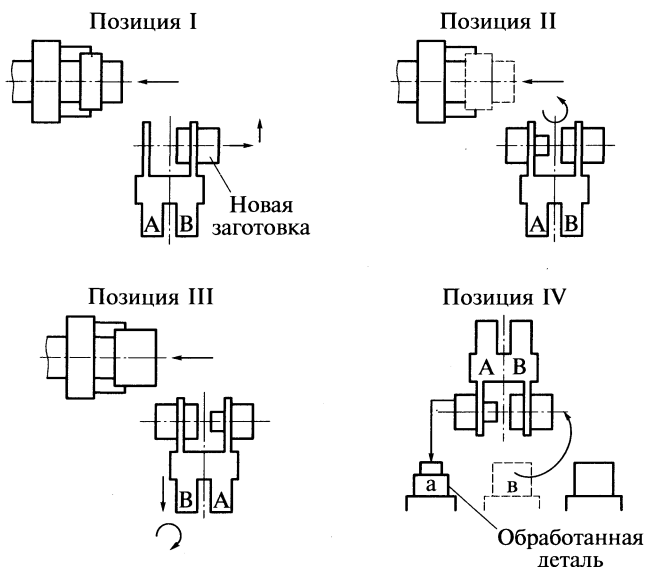 Позиция I
Позиция II
А В
Новая
заготовка
А В
Позиция III
Позиция IV
В А
А В
а
в
Обработанная
деталь